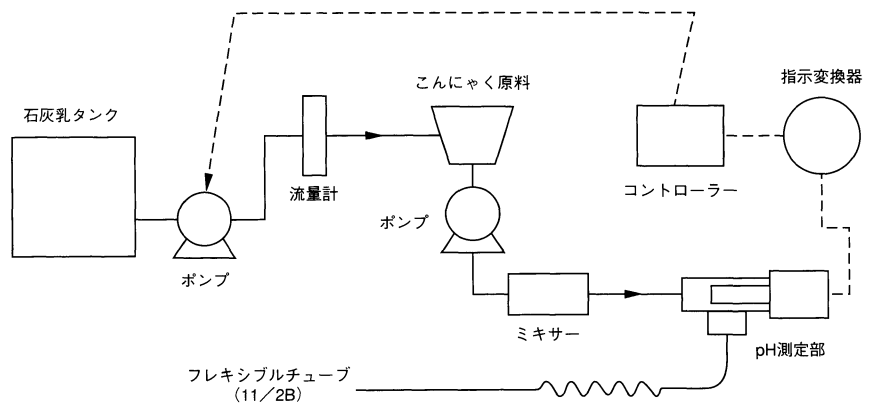 こんにゃく原料
指示変換器
石灰乳タンク
流量計
コントローラー
ポンプ
ポンプ
ミキサー
pH測定部
フレキシブルチューブ
(11/2B)